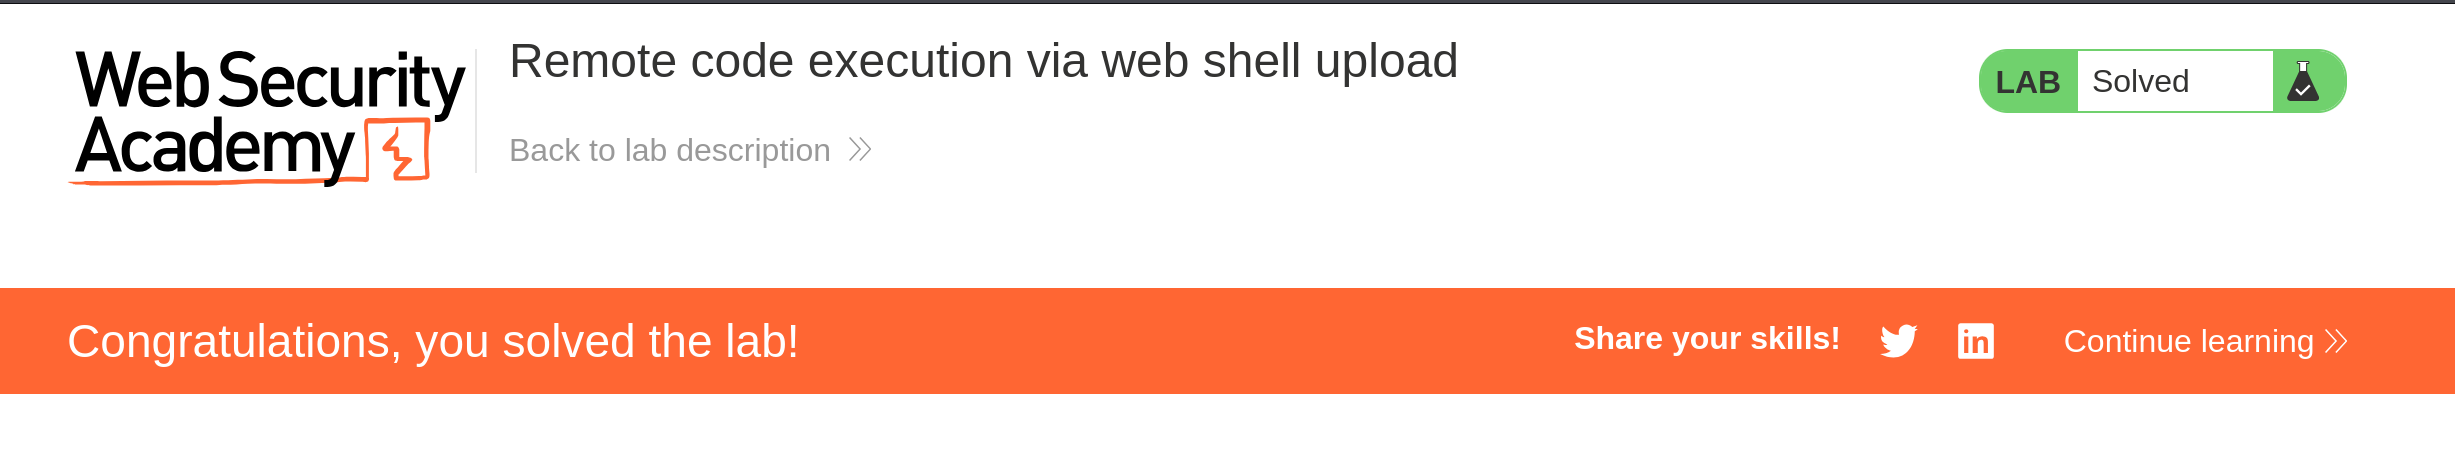 Web Security
Academy
Remote code execution via web shell upload
Back to lab description
LAB Solved
Congratulations, you solved the lab!
Share your skills!
Continue learning